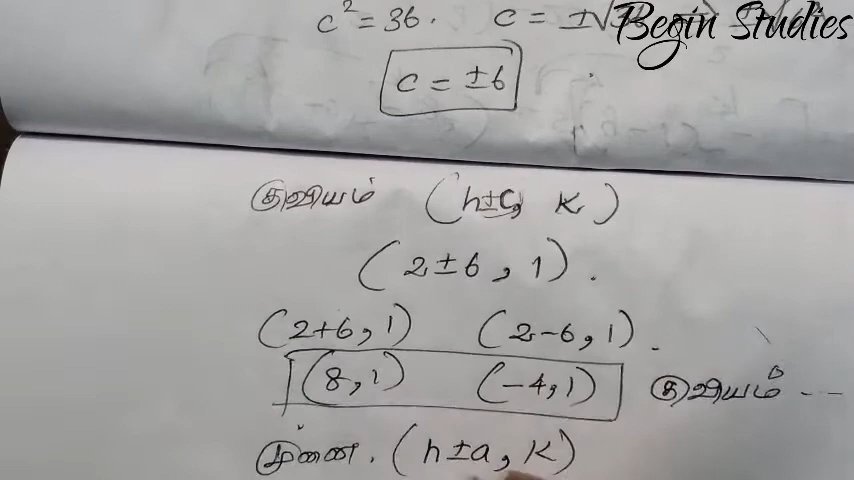 c² = 36. c = ±√36
Begin Studies
c = ±6
குவியம் (h±c, k)
(2±6, 1).
(2+6, 1) (2-6, 1).
(8, 1) (-4, 1) குவியம் ---
முனை. (h±a, k)